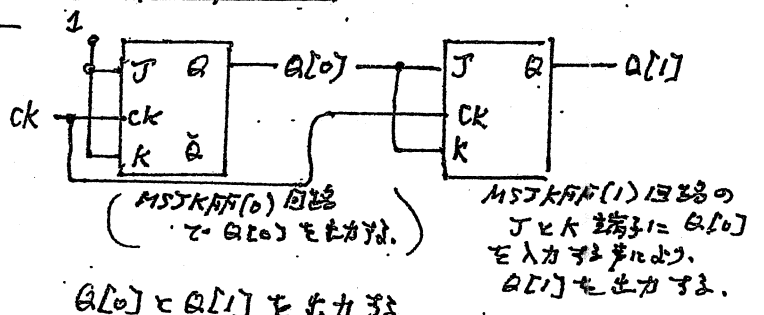 1
J Q Q[0] J Q Q[1]
ck CK CK
K Q̄ K
(MSJKFF(0)回路
で Q[0] を出力する.)
MSJKFF(1)回路の
JとK 端子に Q[0]
を入力する事により,
Q[1]を出力する.
Q[0]とQ[1]を出力する